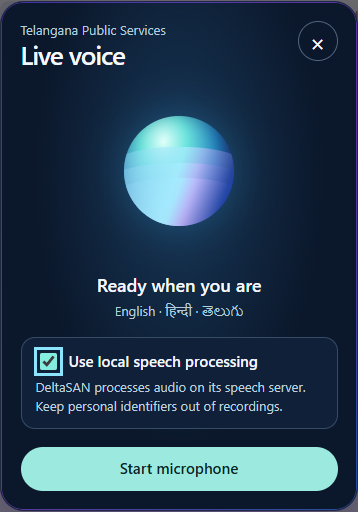 Telangana Public Services
Live voice
Ready when you are
English · हिन्दी · తెలుగు
Use local speech processing
DeltaSAN processes audio on its speech server.
Keep personal identifiers out of recordings.
Start microphone